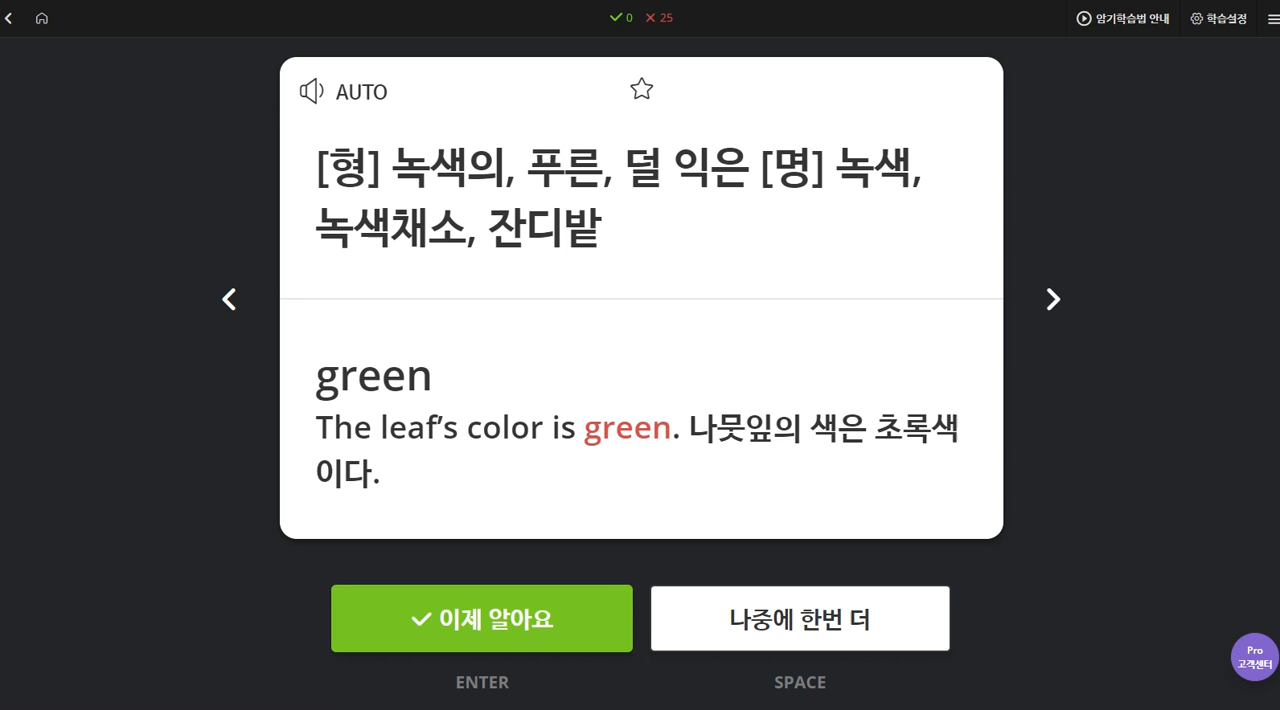 0 25 암기학습법 안내 학습설정
AUTO
[형] 녹색의, 푸른, 덜 익은 [명] 녹색,
녹색채소, 잔디밭
green
The leaf’s color is green. 나뭇잎의 색은 초록색
이다.
이제 알아요 나중에 한번 더
Pro
고객센터
ENTER SPACE